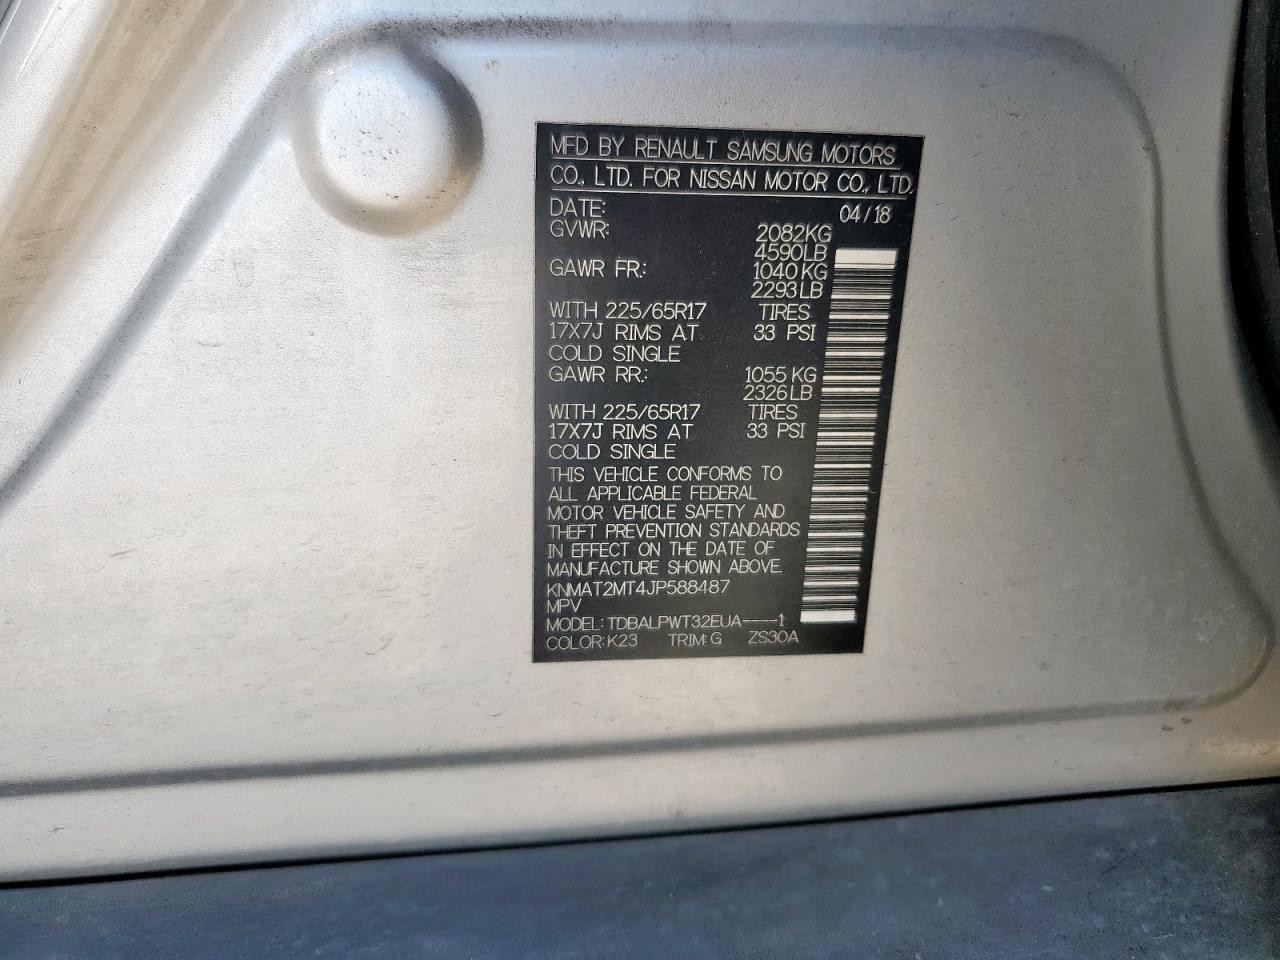 MFD BY RENAULT SAMSUNG MOTORS
CO., LTD. FOR NISSAN MOTOR CO., LTD.
DATE: 04/18
GVWR: 2082KG
4590LB
GAWR FR.: 1040KG
2293LB
WITH 225/65R17 TIRES
17X7J RIMS AT 33 PSI
COLD SINGLE
GAWR RR.: 1055KG
2326LB
WITH 225/65R17 TIRES
17X7J RIMS AT 33 PSI
COLD SINGLE
THIS VEHICLE CONFORMS TO
ALL APPLICABLE FEDERAL
MOTOR VEHICLE SAFETY AND
THEFT PREVENTION STANDARDS
IN EFFECT ON THE DATE OF
MANUFACTURE SHOWN ABOVE.
KNMAT2MT4JP588487
MPV
MODEL: TDBALPWT32EUA----1
COLOR: K23 TRIM: G ZS30A